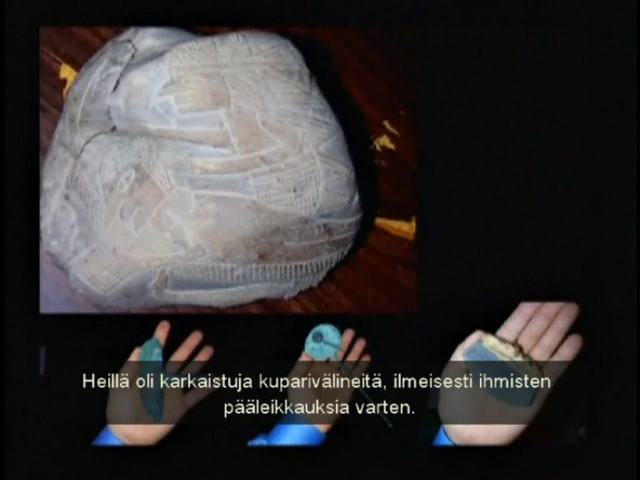 Heillä oli karkaistuja kuparivälineitä, ilmeisesti ihmisten
pääleikkauksia varten.